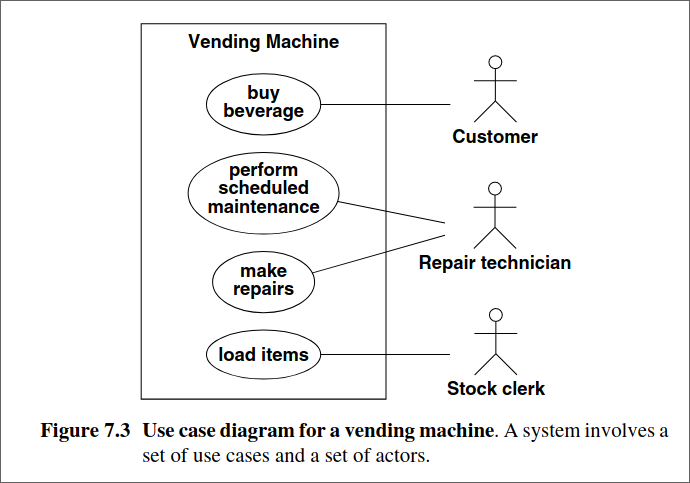 Vending Machine
buy
beverage
Customer
perform
scheduled
maintenance
Repair technician
make
repairs
load items
Stock clerk
Figure 7.3 Use case diagram for a vending machine. A system involves a
set of use cases and a set of actors.